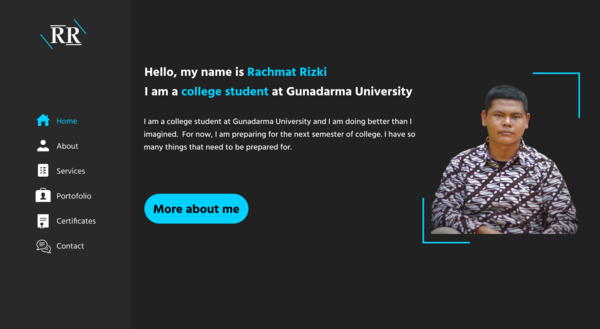 RR
Home
About
Services
Portofolio
Certificates
Contact
Hello, my name is Rachmat Rizki
I am a college student at Gunadarma University
I am a college student at Gunadarma University and I am doing better than I
imagined. For now, I am preparing for the next semester of college. I have so
many things that need to be prepared for.
More about me